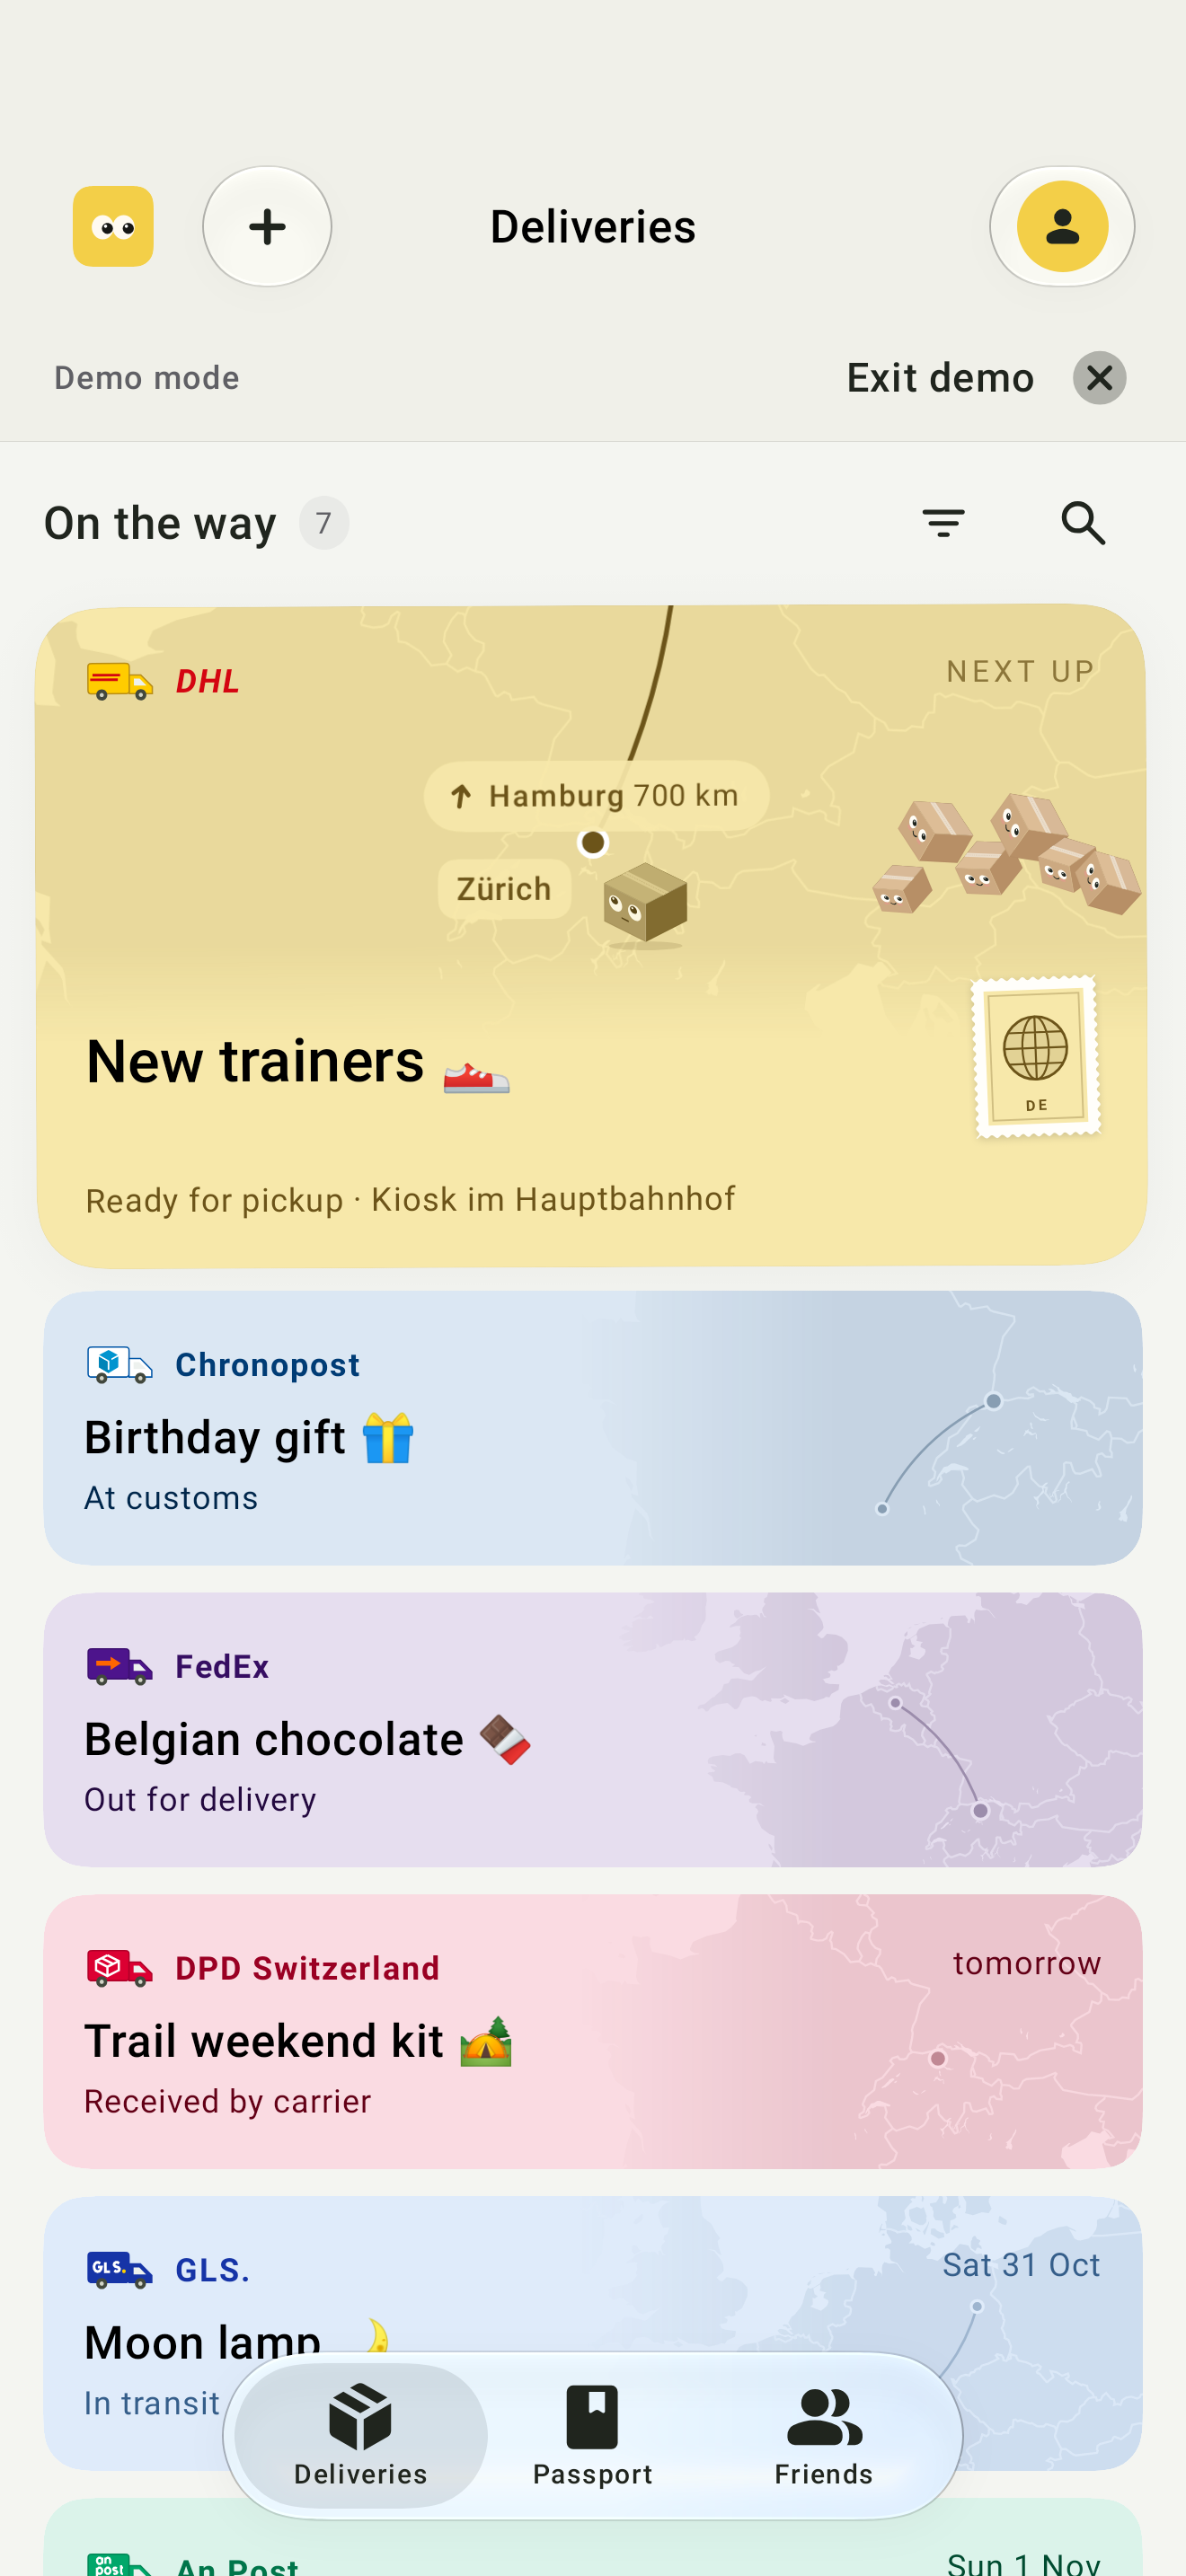 Deliveries
Demo mode
Exit demo
On the way 7
DHL
NEXT UP
Hamburg 700 km
Zürich
New trainers
DE
Ready for pickup · Kiosk im Hauptbahnhof
Chronopost
Birthday gift
At customs
FedEx
Belgian chocolate
Out for delivery
DPD Switzerland
tomorrow
Trail weekend kit
Received by carrier
GLS.
GLS.
Sat 31 Oct
Moon lamp
In transit
Deliveries
Passport
Friends
an
post
An Post
Sun 1 Nov